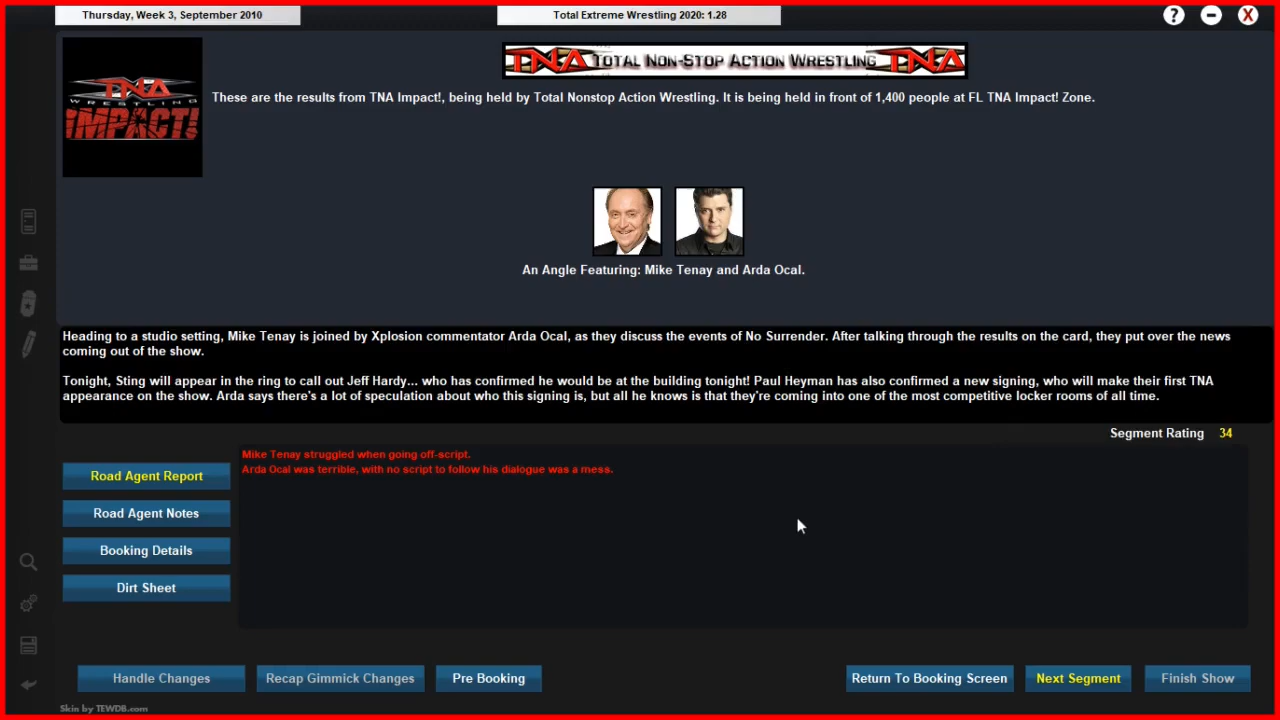 Thursday, Week 3, September 2010
Total Extreme Wrestling 2020: 1.28
?
X
TNA TOTAL NON-STOP ACTION WRESTLING TNA
TNA
WRESTLING
iMPACT!
These are the results from TNA Impact!, being held by Total Nonstop Action Wrestling. It is being held in front of 1,400 people at FL TNA Impact! Zone.
An Angle Featuring: Mike Tenay and Arda Ocal.
Heading to a studio setting, Mike Tenay is joined by Xplosion commentator Arda Ocal, as they discuss the events of No Surrender. After talking through the results on the card, they put over the news
coming out of the show.
Tonight, Sting will appear in the ring to call out Jeff Hardy... who has confirmed he would be at the building tonight! Paul Heyman has also confirmed a new signing, who will make their first TNA
appearance on the show. Arda says there's a lot of speculation about who this signing is, but all he knows is that they're coming into one of the most competitive locker rooms of all time.
Segment Rating 34
Mike Tenay struggled when going off-script.
Arda Ocal was terrible, with no script to follow his dialogue was a mess.
Road Agent Report
Road Agent Notes
Booking Details
Dirt Sheet
Handle Changes
Recap Gimmick Changes
Pre Booking
Return To Booking Screen
Next Segment
Finish Show
Skin by TEWDB.com